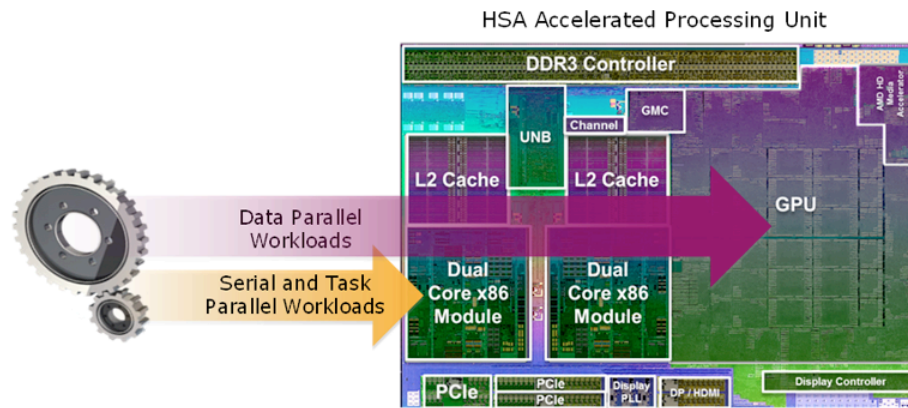 HSA Accelerated Processing Unit
DDR3 Controller
AMD HD
Media
Accelerator
UNB
Channel
GMC
L2 Cache
L2 Cache
GPU
Data Parallel
Workloads
Serial and Task
Parallel Workloads
Dual
Core x86
Module
Dual
Core x86
Module
PCIe
PCIe
PCIe
Display
PLL
DP / HDMI
Display Controller